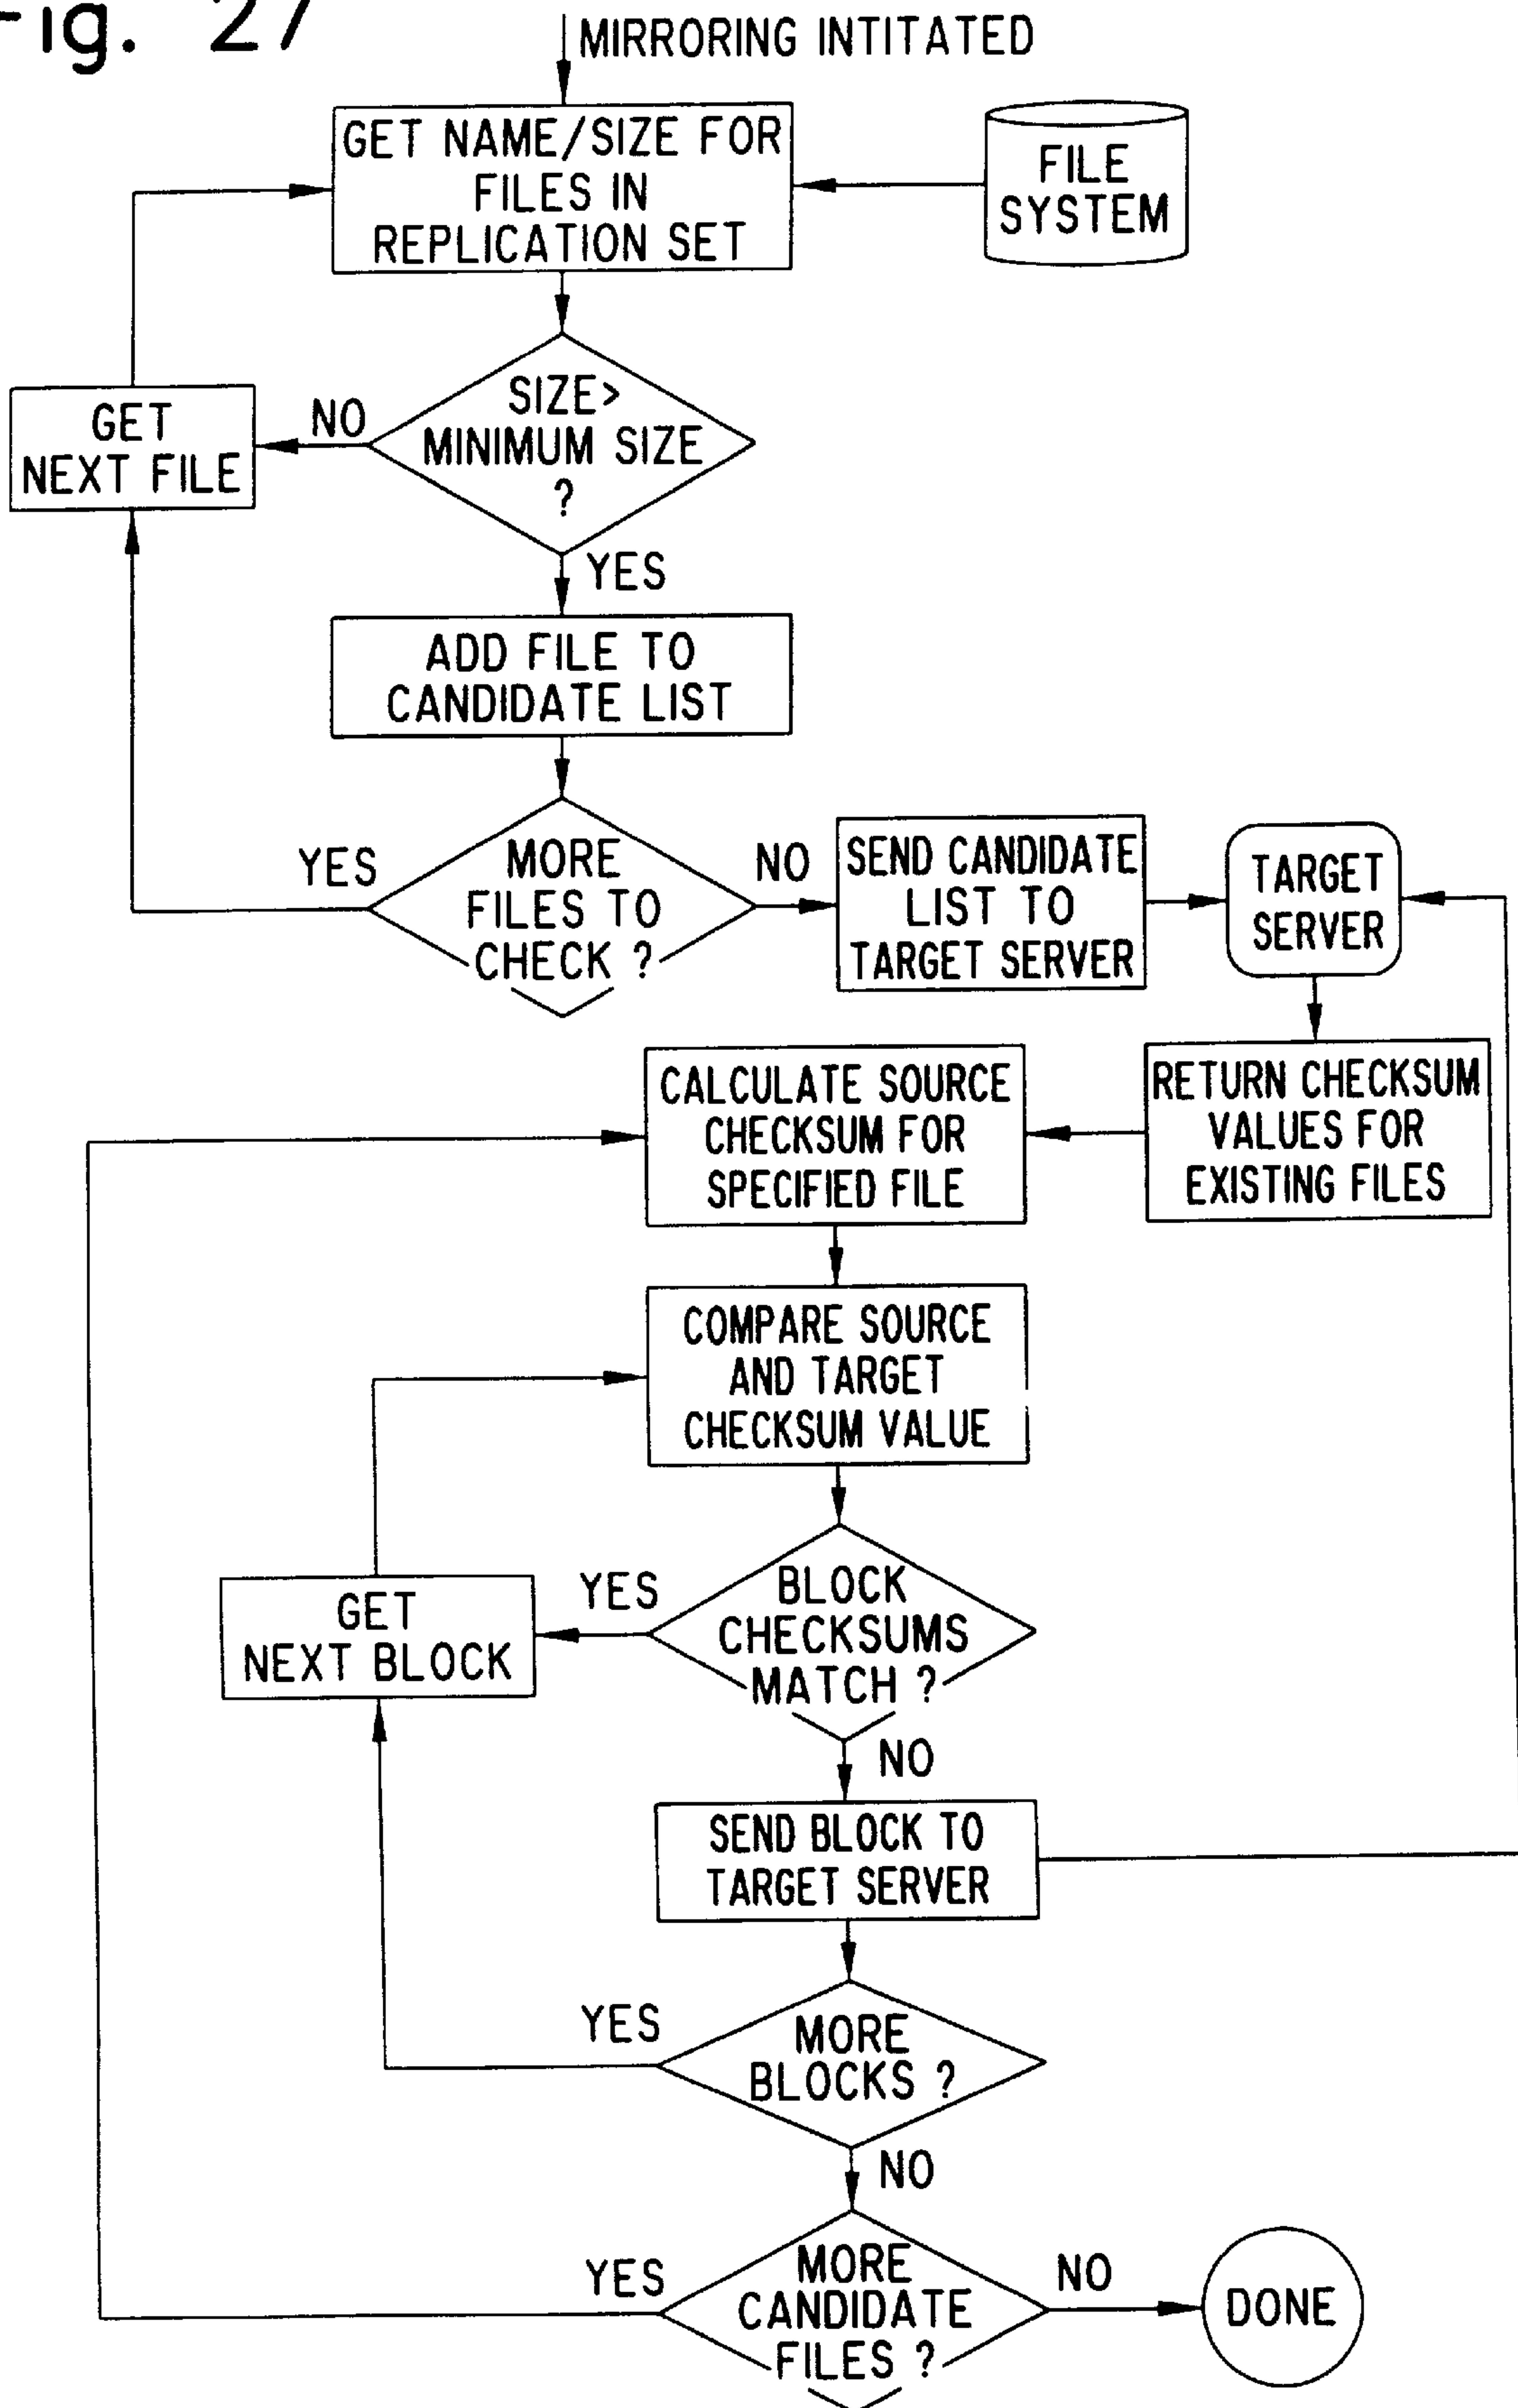 Fig. 27
MIRRORING INTITATED
GET NAME/SIZE FOR
FILES IN
REPLICATION SET
FILE
SYSTEM
SIZE>
MINIMUM SIZE
?
NO
GET
NEXT FILE
YES
ADD FILE TO
CANDIDATE LIST
MORE
FILES TO
CHECK ?
YES
NO
SEND CANDIDATE
LIST TO
TARGET SERVER
TARGET
SERVER
RETURN CHECKSUM
VALUES FOR
EXISTING FILES
CALCULATE SOURCE
CHECKSUM FOR
SPECIFIED FILE
COMPARE SOURCE
AND TARGET
CHECKSUM VALUE
BLOCK
CHECKSUMS
MATCH ?
YES
GET
NEXT BLOCK
NO
SEND BLOCK TO
TARGET SERVER
MORE
BLOCKS ?
YES
NO
MORE
CANDIDATE
FILES ?
YES
NO
DONE